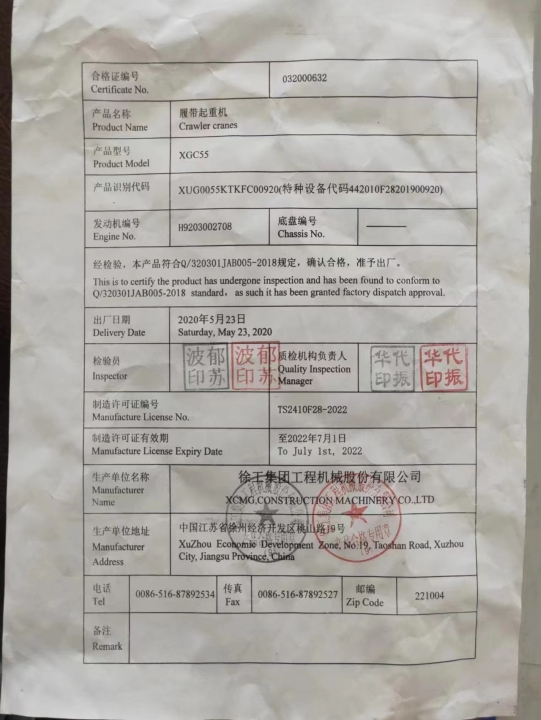 合格证编号
Certificate No.
032000632
产品名称
Product Name
履带起重机
Crawler cranes
产品型号
Product Model
XGC55
产品识别代码
XUG0055KTKFC00920(特种设备代码442010F28201900920)
发动机编号
Engine No.
H9203002708
底盘编号
Chassis No.
经检验，本产品符合Q/320301JAB005-2018规定，确认合格，准予出厂。
This is to certify the product has undergone inspection and has been found to conform to
Q/320301JAB005-2018 standard，as such it has been granted factory dispatch approval.
出厂日期
Delivery Date
2020年5月23日
Saturday, May 23, 2020
检验员
Inspector
波郁
印苏
波郁
印苏
质检机构负责人
Quality Inspection
Manager
华代
印振
华代
印振
制造许可证编号
Manufacture License No.
TS2410F28-2022
制造许可证有效期
Manufacture License Expiry Date
至2022年7月1日
To July 1st, 2022
生产单位名称
Manufacturer
Name
徐工集团工程机械股份有限公司
XCMG CONSTRUCTION MACHINERY CO.,LTD
生产单位地址
Manufacturer
Address
中国江苏省徐州经济开发区桃山路19号
XuZhou Economic Development Zone, No.19 Taoshan Road, Xuzhou
City, Jiangsu Province, China
电话
Tel
0086-516-87892534
传真
Fax
0086-516-87892527
邮编
Zip Code
221004
备注
Remark